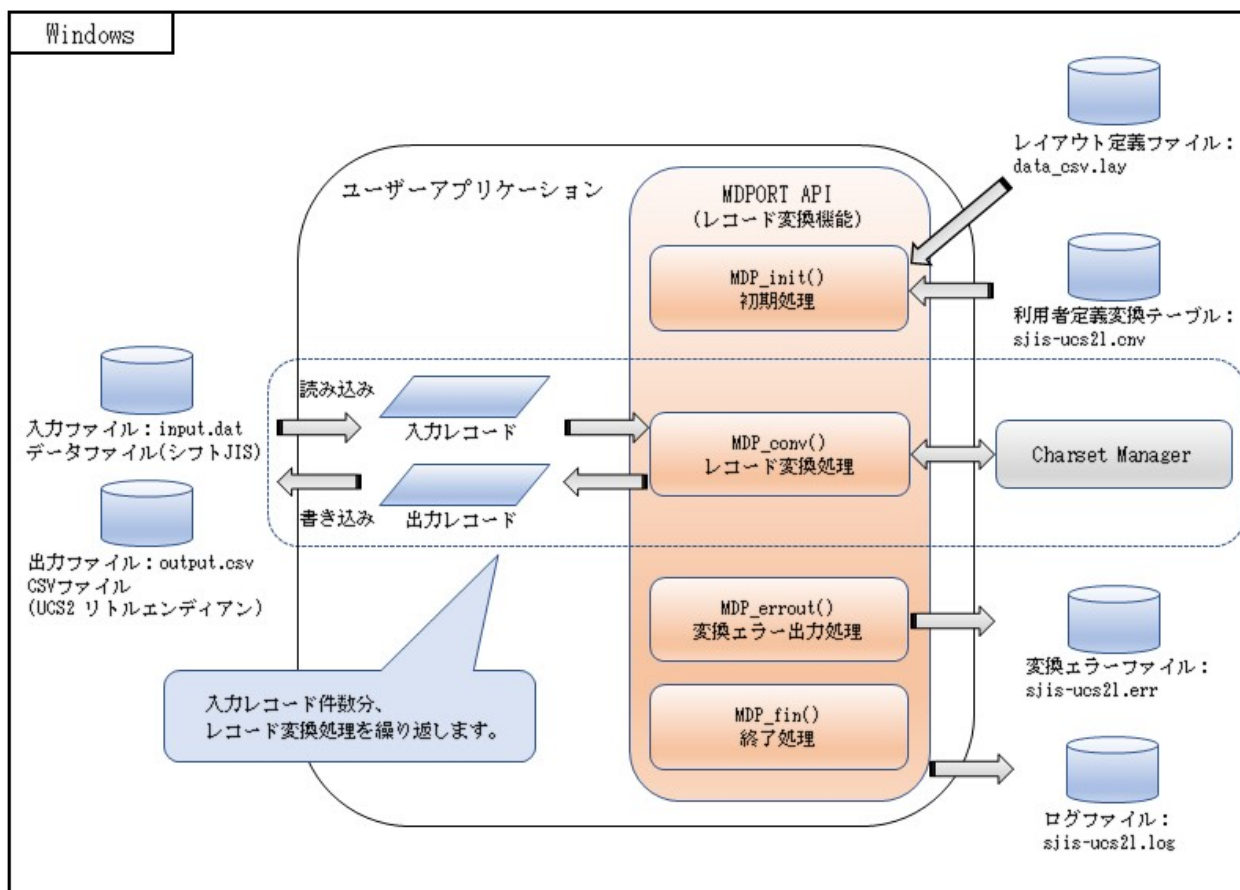 Windows
レイアウト定義ファイル：
data_csv.lay
ユーザーアプリケーション
MDPORT API
(レコード変換機能)
MDP_init()
初期処理
利用者定義変換テーブル：
sjis-ucs2l.cnv
読み込み
入力ファイル：input.dat
データファイル(シフトJIS)
入力レコード
MDP_conv()
レコード変換処理
Charset Manager
書き込み
出力レコード
出力ファイル：output.csv
CSVファイル
(UCS2 リトルエンディアン)
MDP_errout()
変換エラー出力処理
変換エラーファイル：
sjis-ucs2l.err
入力レコード件数分、
レコード変換処理を繰り返します。
MDP_fin()
終了処理
ログファイル：
sjis-ucs2l.log